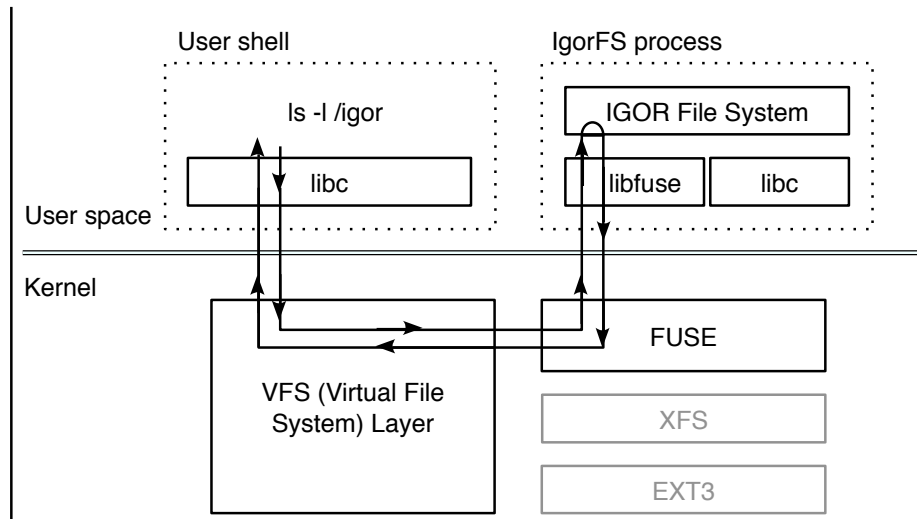 User shell
IgorFS process
ls -l /igor
IGOR File System
libc
libfuse
libc
User space
Kernel
VFS (Virtual File
System) Layer
FUSE
XFS
EXT3